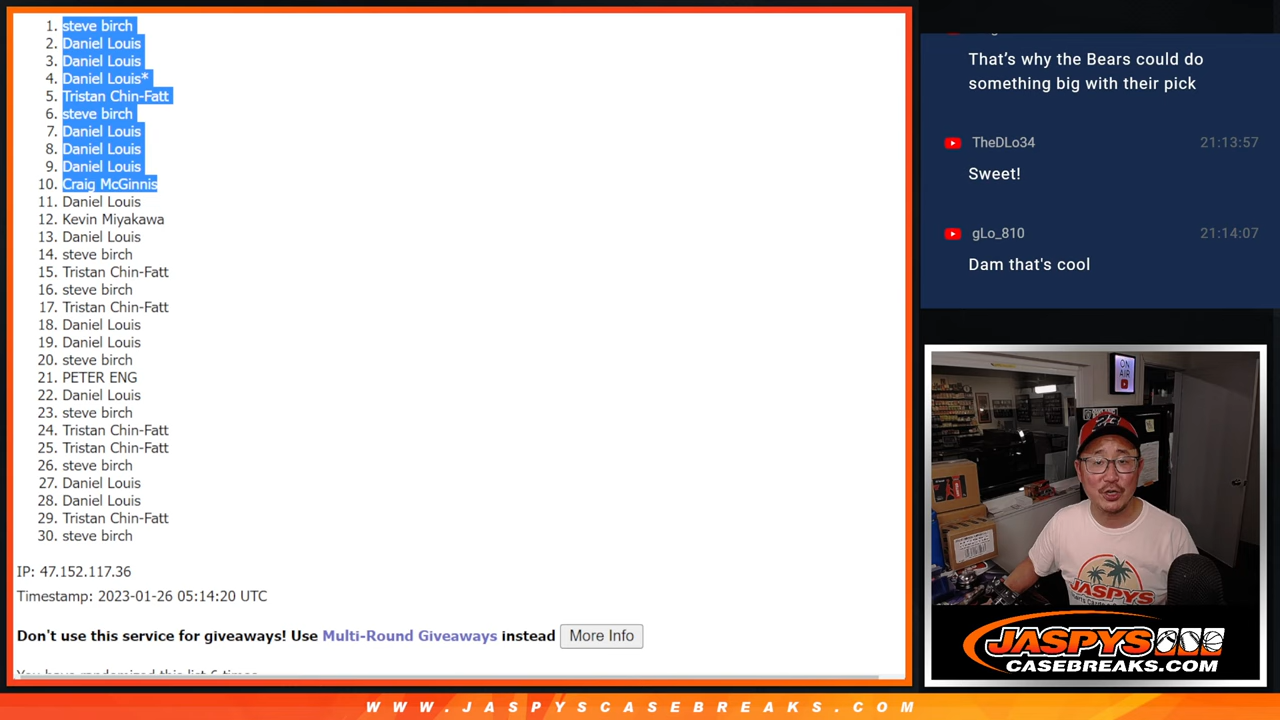 1. steve birch
2. Daniel Louis
3. Daniel Louis
4. Daniel Louis*
5. Tristan Chin-Fatt
6. steve birch
7. Daniel Louis
8. Daniel Louis
9. Daniel Louis
10. Craig McGinnis
11. Daniel Louis
12. Kevin Miyakawa
13. Daniel Louis
14. steve birch
15. Tristan Chin-Fatt
16. steve birch
17. Tristan Chin-Fatt
18. Daniel Louis
19. Daniel Louis
20. steve birch
21. PETER ENG
22. Daniel Louis
23. steve birch
24. Tristan Chin-Fatt
25. Tristan Chin-Fatt
26. steve birch
27. Daniel Louis
28. Daniel Louis
29. Tristan Chin-Fatt
30. steve birch
IP: 47.152.117.36
Timestamp: 2023-01-26 05:14:20 UTC
Don't use this service for giveaways! Use Multi-Round Giveaways instead More Info
You have randomized this list 6 times
That's why the Bears could do
something big with their pick
TheDLo34 21:13:57
Sweet!
gLo_810 21:14:07
Dam that's cool
ON
AIR
JASPYS
JASPYS
CASEBREAKS.COM
WWW.JASPYSCASEBREAKS.COM